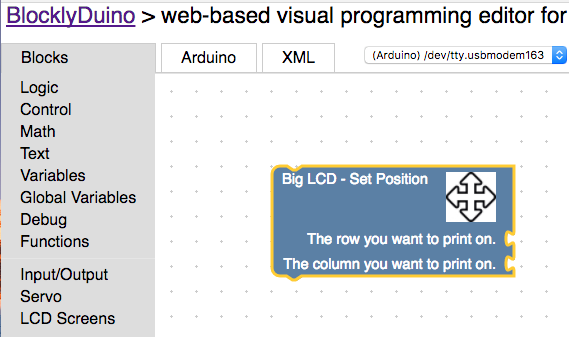 BlocklyDuino > web-based visual programming editor for
Blocks
Arduino
XML
(Arduino) /dev/tty.usbmodem163
Logic
Control
Math
Text
Variables
Global Variables
Debug
Functions
Input/Output
Servo
LCD Screens
Big LCD - Set Position
The row you want to print on.
The column you want to print on.